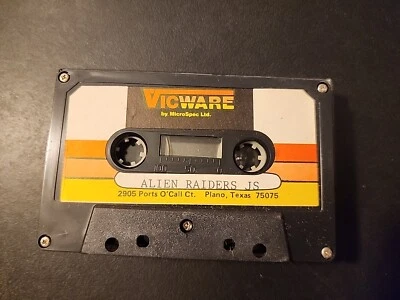 VICWARE
by MicroSpec Ltd.
100 50 0
ALIEN RAIDERS JS
2905 Ports O'Call Ct. Plano, Texas 75075